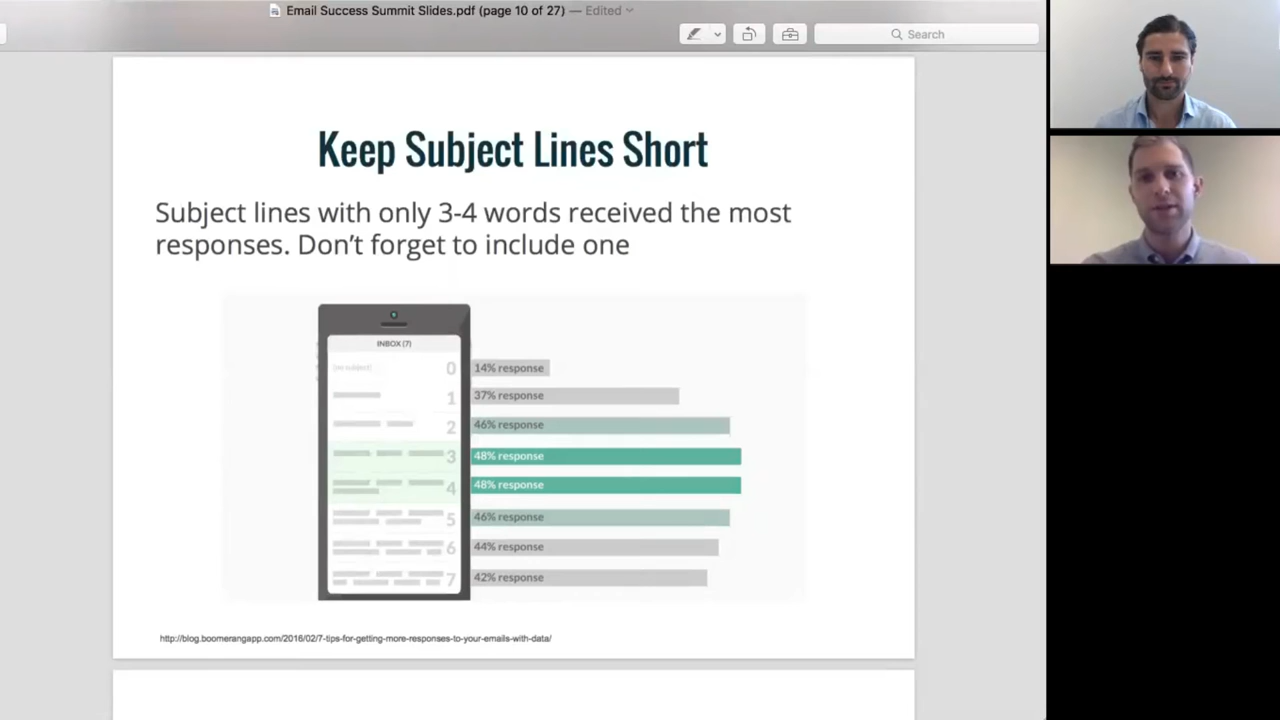 Email Success Summit Slides.pdf (page 10 of 27) — Edited
Search
Keep Subject Lines Short
Subject lines with only 3-4 words received the most
responses. Don’t forget to include one
INBOX (7)
[no subject] 0 14% response
1 37% response
2 46% response
3 48% response
4 48% response
5 46% response
6 44% response
7 42% response
http://blog.boomerangapp.com/2016/02/7-tips-for-getting-more-responses-to-your-emails-with-data/